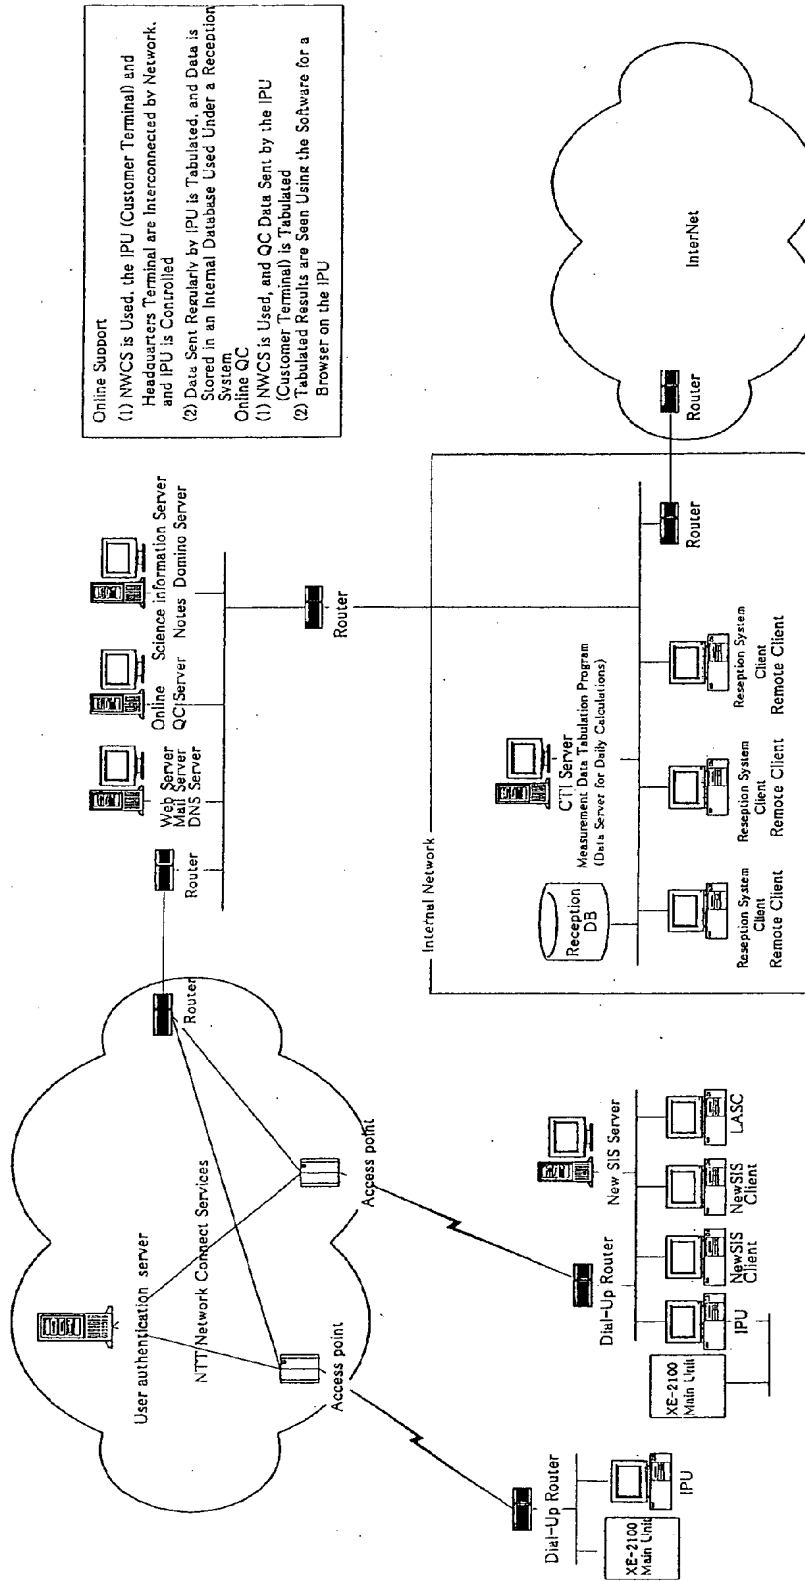 Online Support
(1) NWCS is Used, the IPU (Customer Terminal) and
Headquarters Terminal are Interconnected by Network,
and IPU is Controlled
(2) Data Sent Regularly by IPU is Tabulated, and Data is
Stored in an Internal Database Used Under a Reception
System
Online QC
(1) NWCS is Used, and QC Data Sent by the IPU
(Customer Terminal) is Tabulated
(2) Tabulated Results are Seen Using the Software for a
Browser on the IPU
User authentication server
NTT Network Connect Services
Access point
Access point
Router
Router
Web Server
Mail Server
DNS Server
Online
QC Server
Science information Server
Notes Domino Server
Router
Internal Network
Reception
DB
CTI Server
Measurement Data Tabulation Program
(Data Server for Daily Calculations)
Reseption System
Client
Remote Client
Reseption System
Client
Remote Client
Reseption System
Client
Remote Client
Router
Router
InterNet
Dial-Up Router
XE-2100
Main Unit
IPU
Dial-Up Router
New SIS Server
XE-2100
Main Unit
IPU
NewSIS
Client
NewSIS
Client
LASC